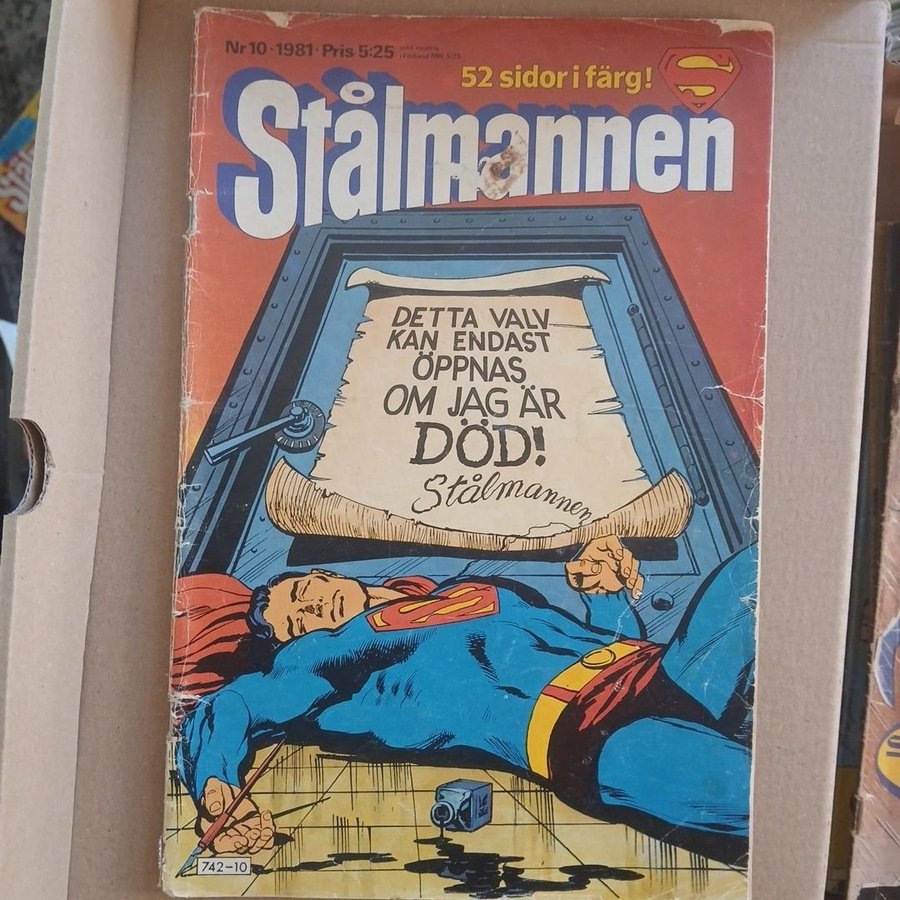 Nr 10 · 1981 · Pris 5:25
52 sidor i färg!
S
Stålmannen
DETTA VALV
KAN ENDAST
ÖPPNAS
OM JAG ÄR
DÖD!
Stålmannen
742-10